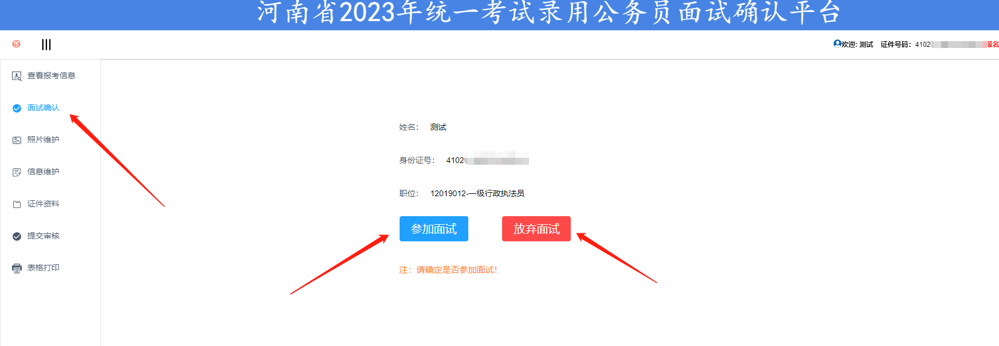 河南省2023年统一考试录用公务员面试确认平台
欢迎: 测试 证件号码: 4102 报名
查看报考信息
面试确认
照片维护
信息维护
证件资料
提交审核
表格打印
姓名: 测试
身份证号: 4102
职位: 12019012-一级行政执法员
参加面试 放弃面试
注: 请确定是否参加面试!